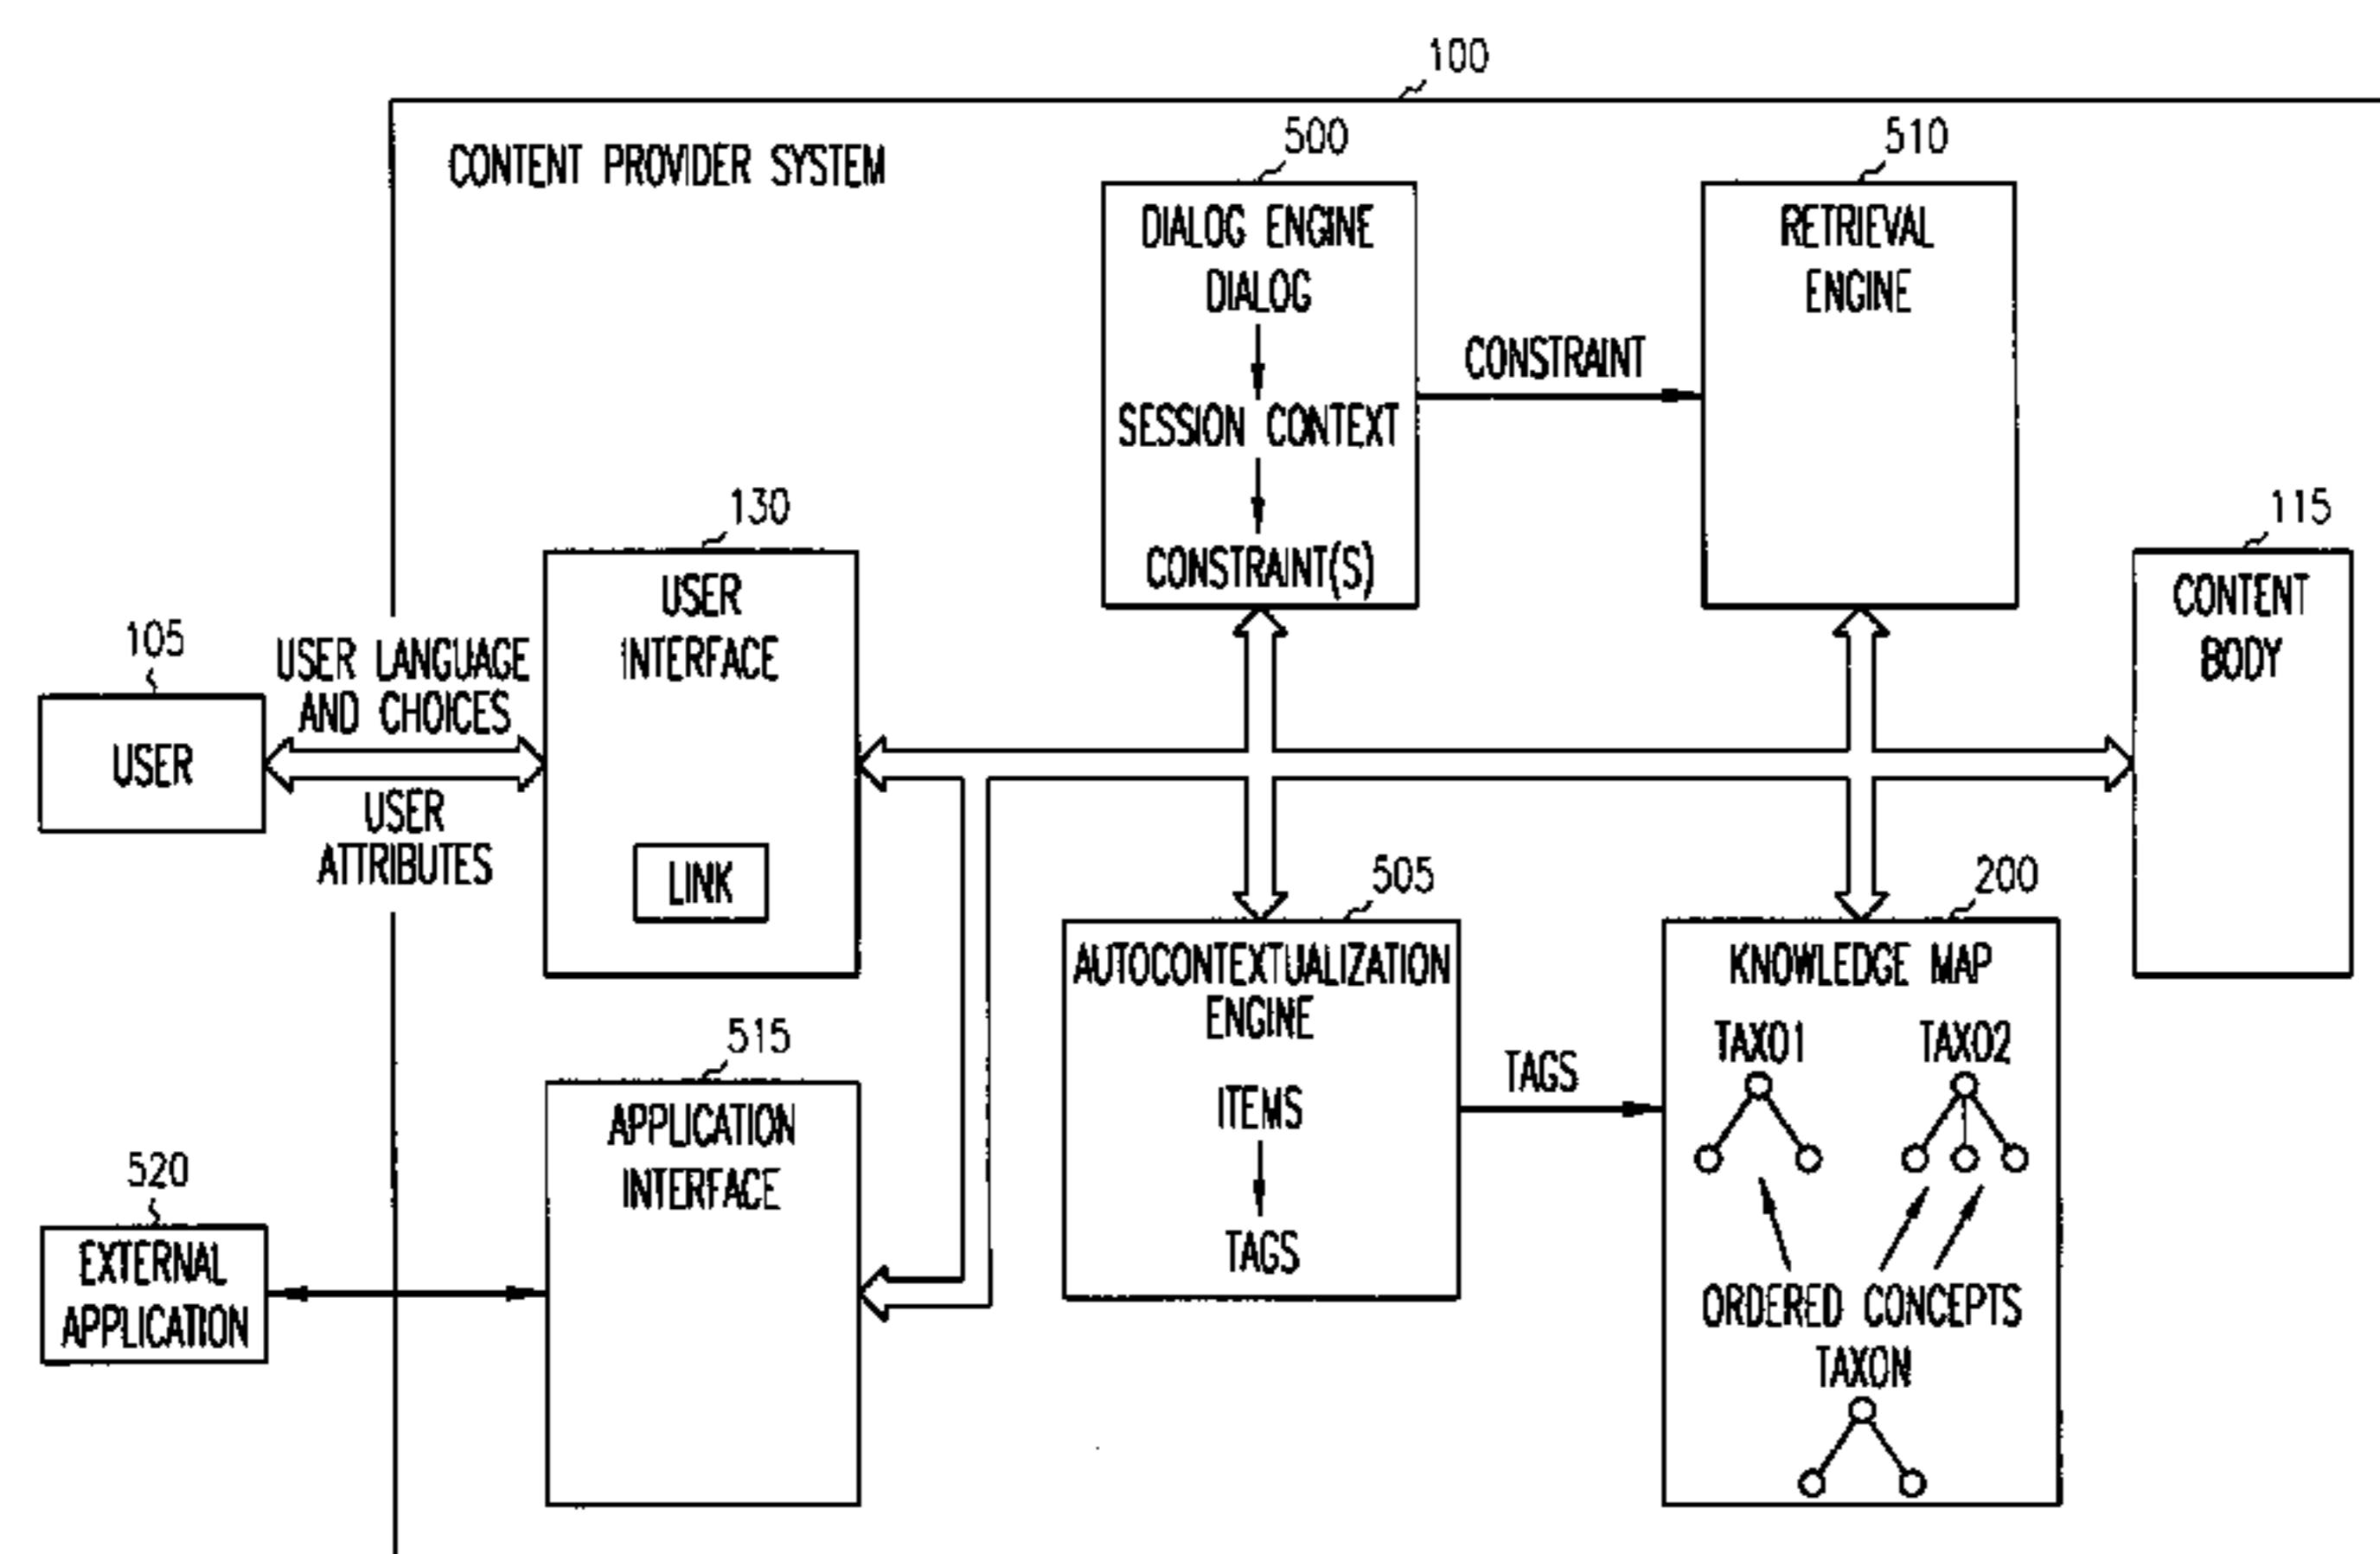 100
CONTENT PROVIDER SYSTEM
500
DIALOG ENGINE
DIALOG
SESSION CONTEXT
CONSTRAINT(S)
CONSTRAINT
510
RETRIEVAL
ENGINE
115
CONTENT
BODY
130
USER
INTERFACE
LINK
105
USER
USER LANGUAGE
AND CHOICES
USER
ATTRIBUTES
505
AUTOCONTEXTUALIZATION
ENGINE
ITEMS
TAGS
TAGS
200
KNOWLEDGE MAP
TAXO1 TAXO2
ORDERED CONCEPTS
TAXON
515
APPLICATION
INTERFACE
520
EXTERNAL
APPLICATION